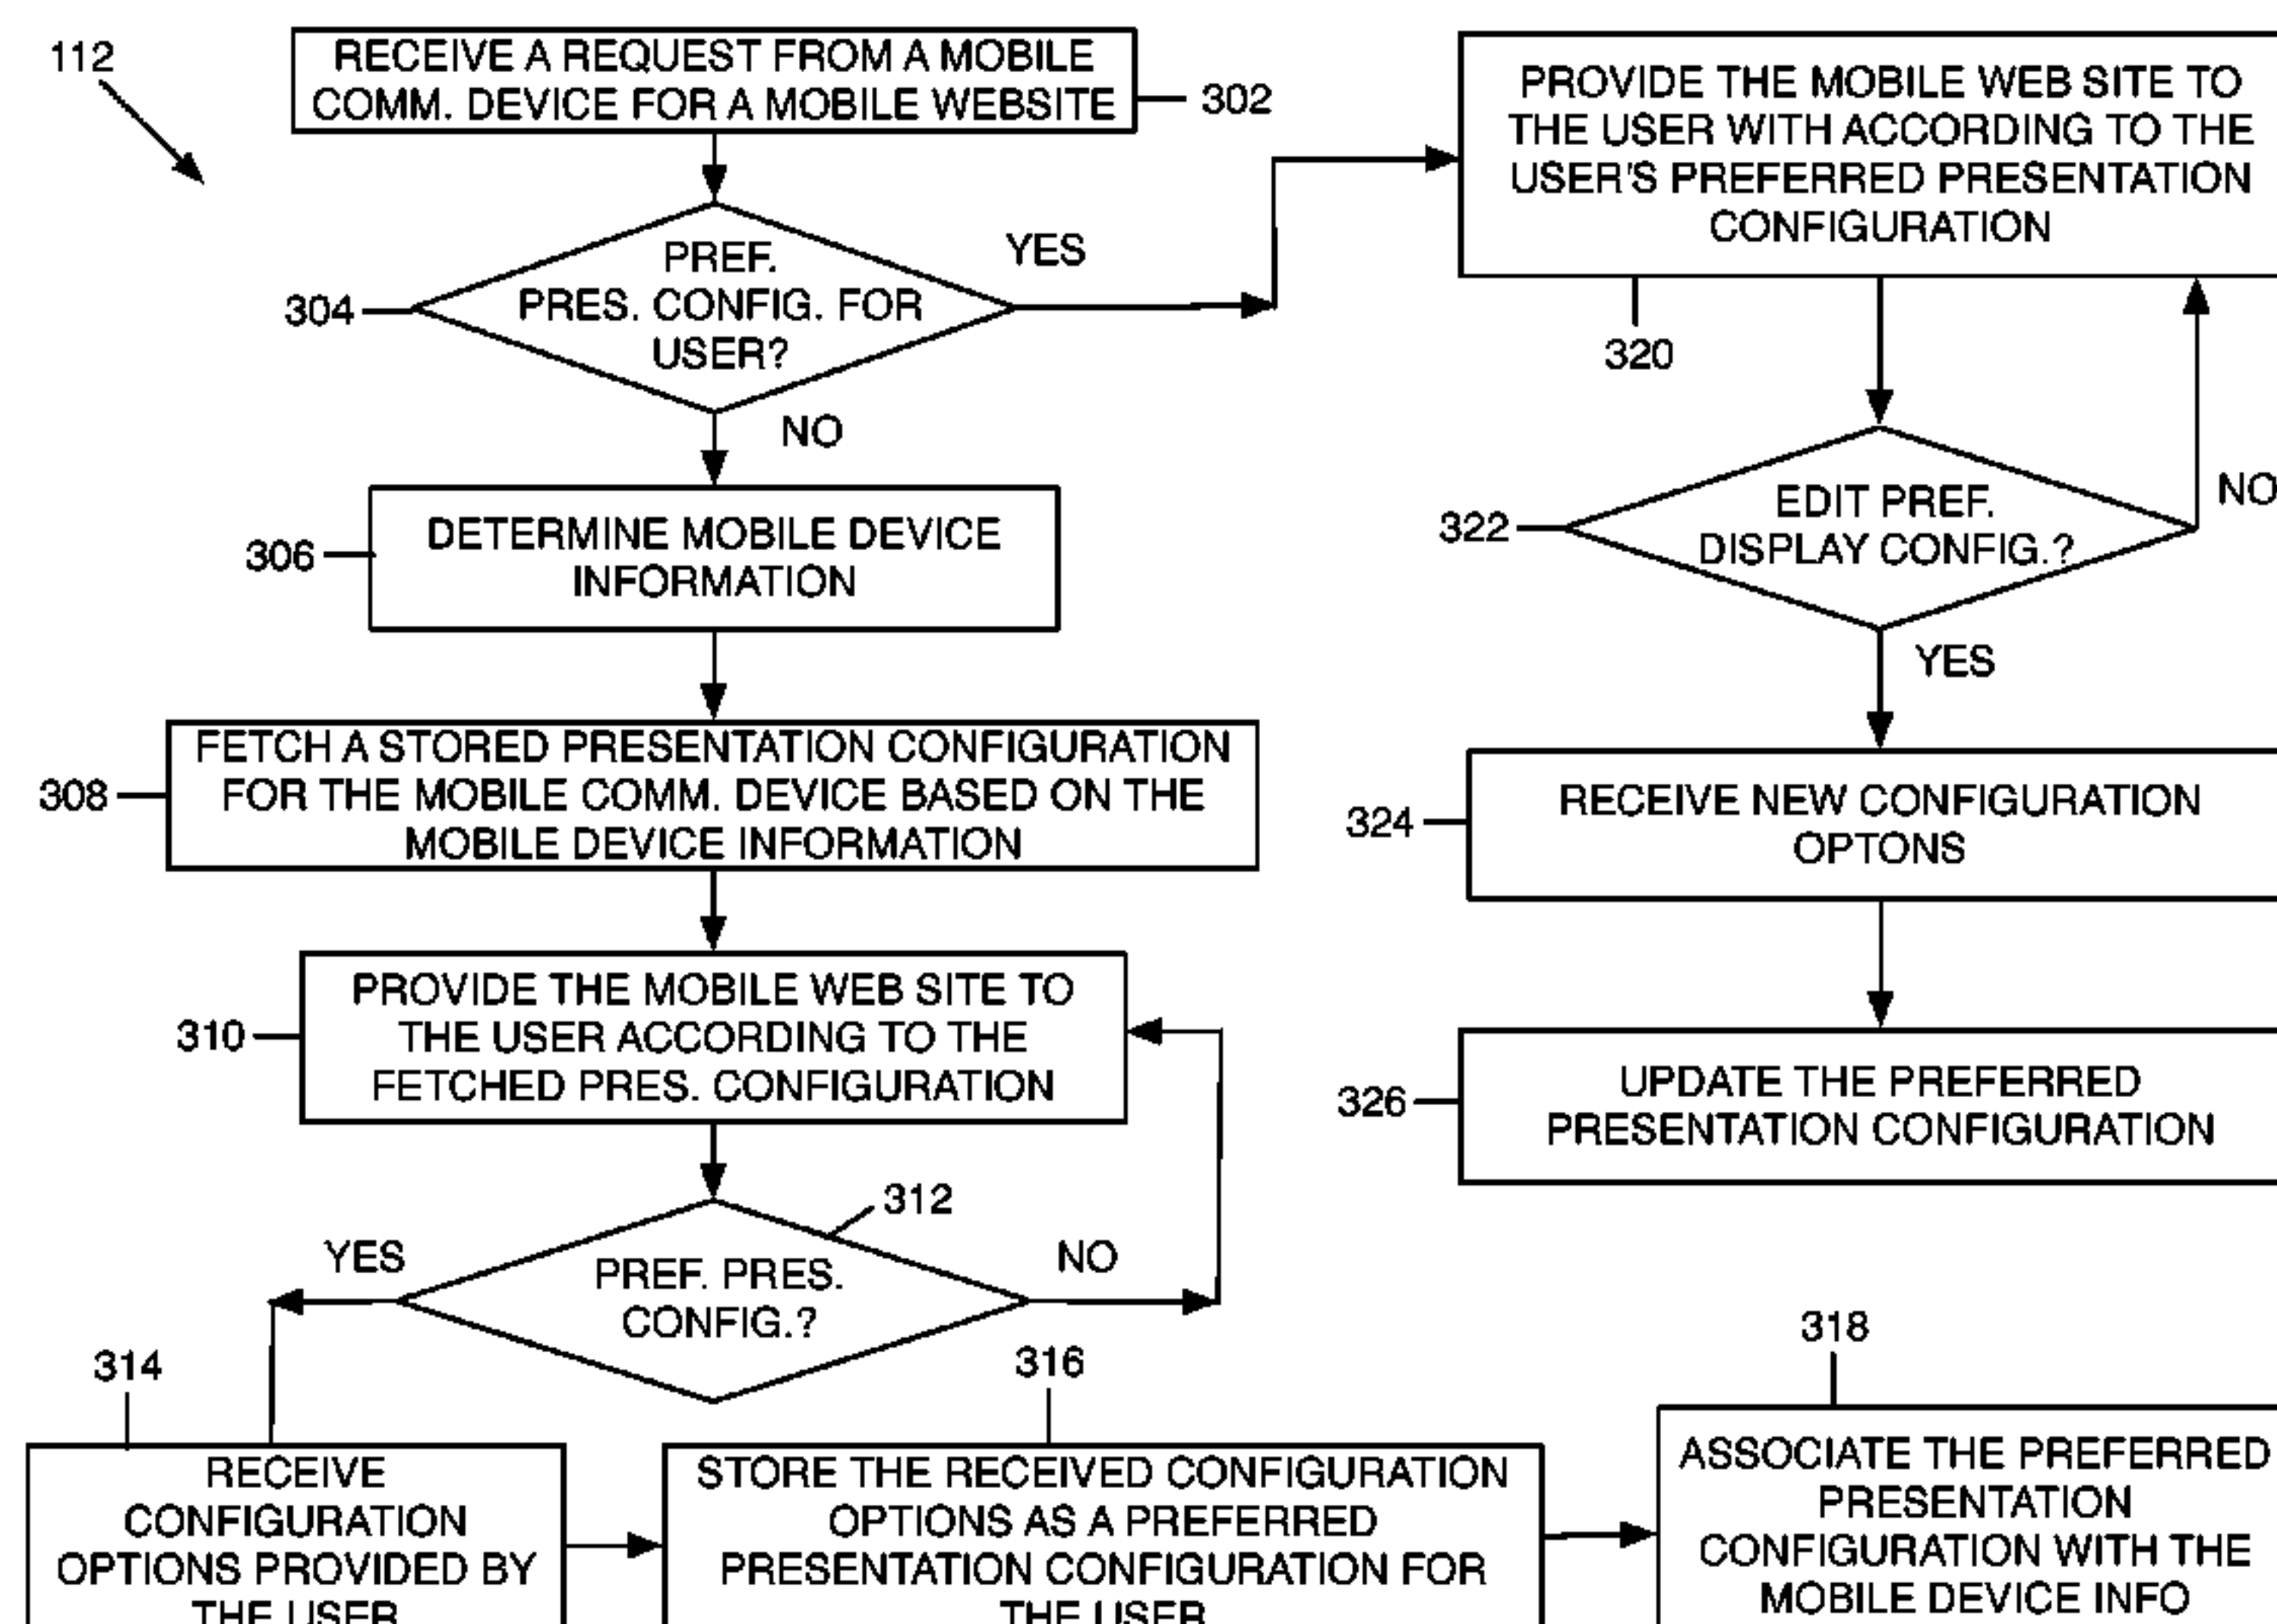 112
RECEIVE A REQUEST FROM A MOBILE
COMM. DEVICE FOR A MOBILE WEBSITE
302
PREF.
PRES. CONFIG. FOR
USER?
304
YES
NO
DETERMINE MOBILE DEVICE
INFORMATION
306
FETCH A STORED PRESENTATION CONFIGURATION
FOR THE MOBILE COMM. DEVICE BASED ON THE
MOBILE DEVICE INFORMATION
308
PROVIDE THE MOBILE WEB SITE TO
THE USER ACCORDING TO THE
FETCHED PRES. CONFIGURATION
310
312
PREF. PRES.
CONFIG.?
YES
NO
314
RECEIVE
CONFIGURATION
OPTIONS PROVIDED BY
THE USER
316
STORE THE RECEIVED CONFIGURATION
OPTIONS AS A PREFERRED
PRESENTATION CONFIGURATION FOR
THE USER
318
ASSOCIATE THE PREFERRED
PRESENTATION
CONFIGURATION WITH THE
MOBILE DEVICE INFO
PROVIDE THE MOBILE WEB SITE TO
THE USER WITH ACCORDING TO THE
USER'S PREFERRED PRESENTATION
CONFIGURATION
320
EDIT PREF.
DISPLAY CONFIG.?
322
NO
YES
RECEIVE NEW CONFIGURATION
OPTONS
324
UPDATE THE PREFERRED
PRESENTATION CONFIGURATION
326